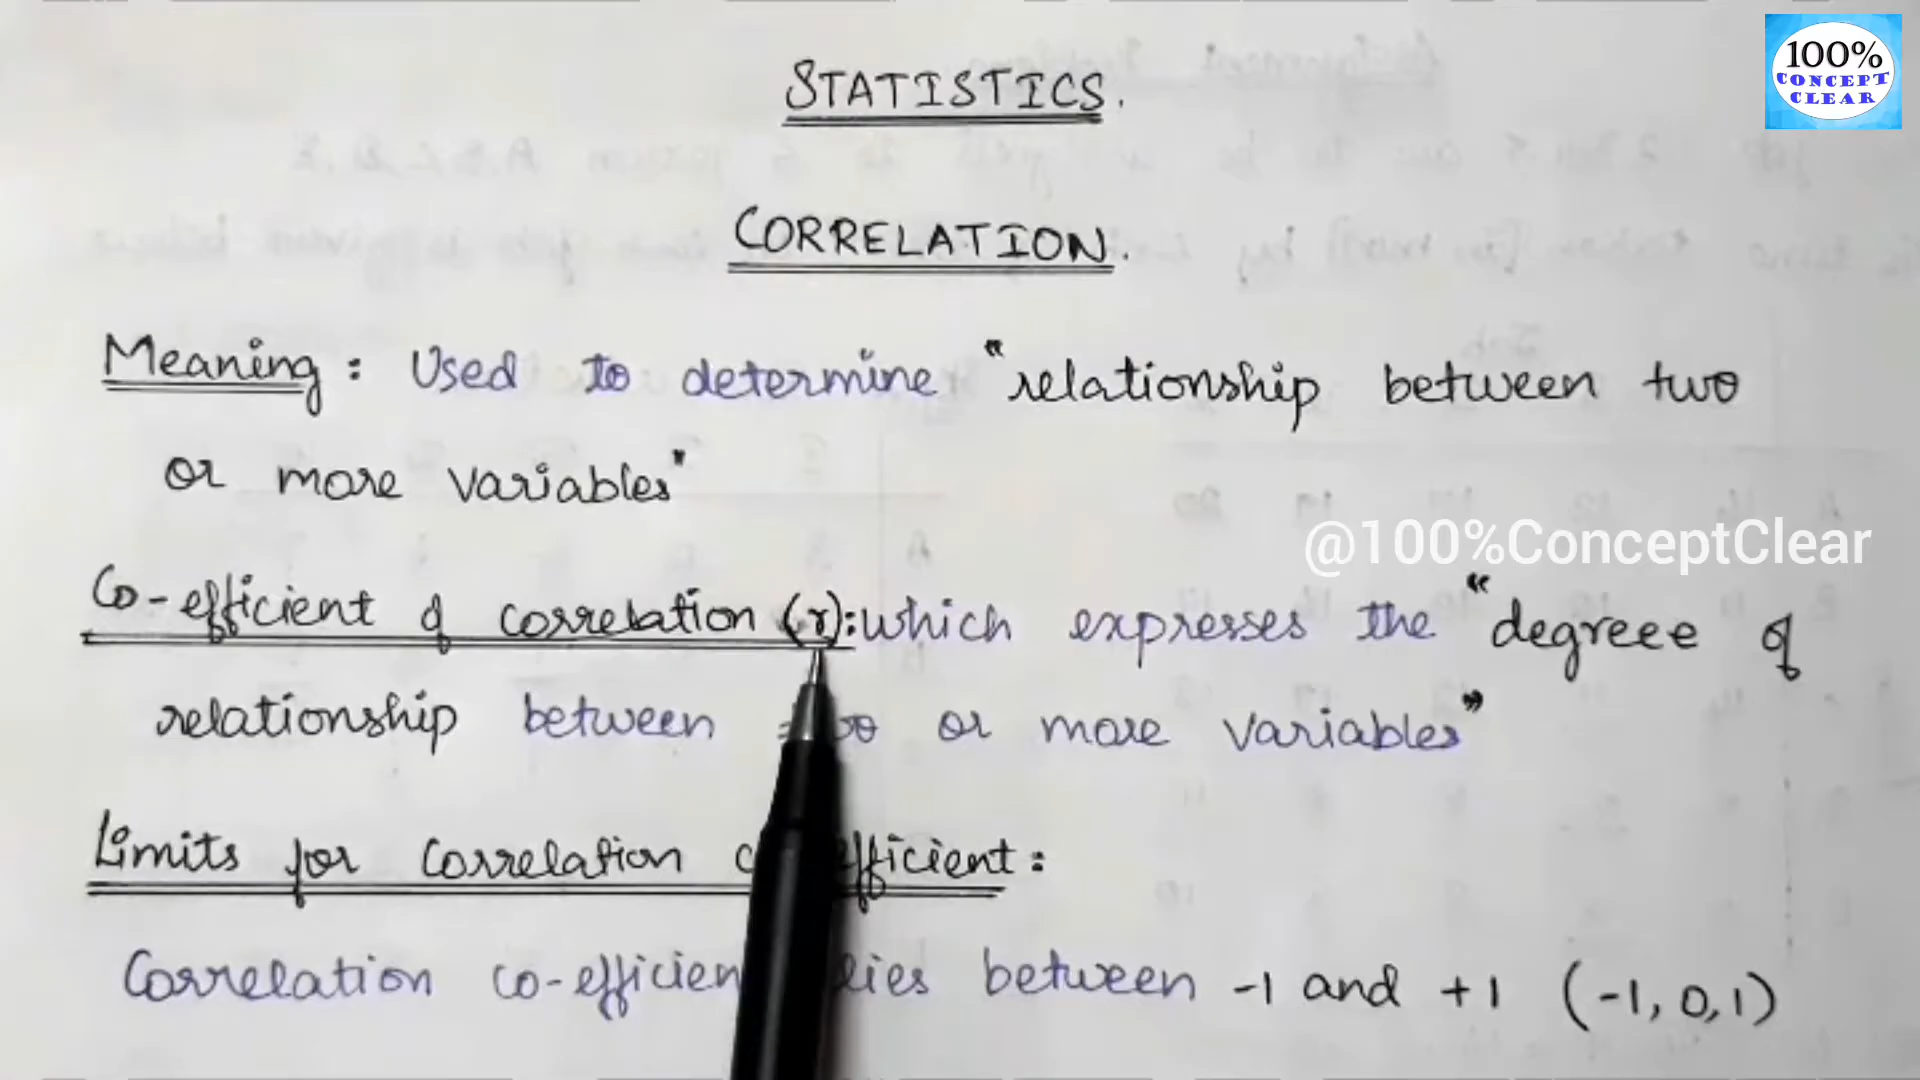 100%
CONCEPT
CLEAR
STATISTICS.
CORRELATION.
Meaning: Used to determine "relationship between two
or more variables"
@100%ConceptClear
Co-efficient of correlation (r): which expresses the "degreee of
relationship between or more variables"
Limits for correlation :
Correlation lies between -1 and +1 (-1, 0, 1)